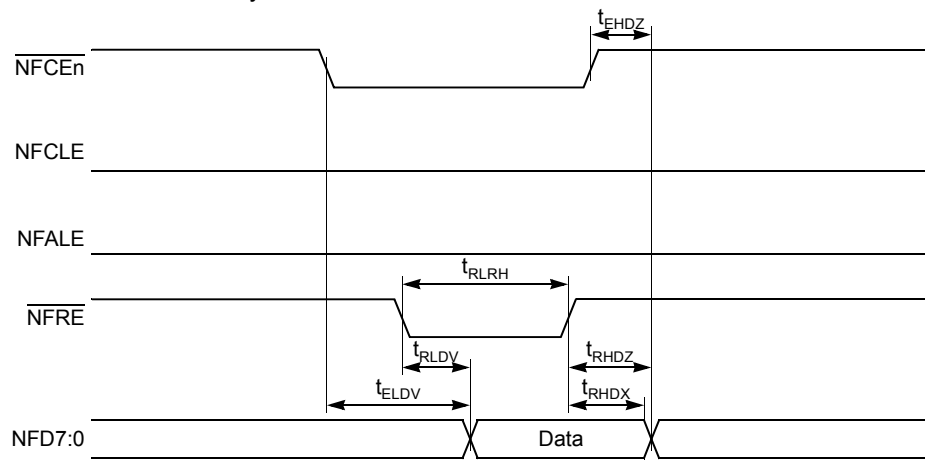 tEHDZ
NFCEn
NFCLE
NFALE
tRLRH
NFRE
tRLDV
tRHDZ
tELDV
tRHDX
NFD7:0
Data